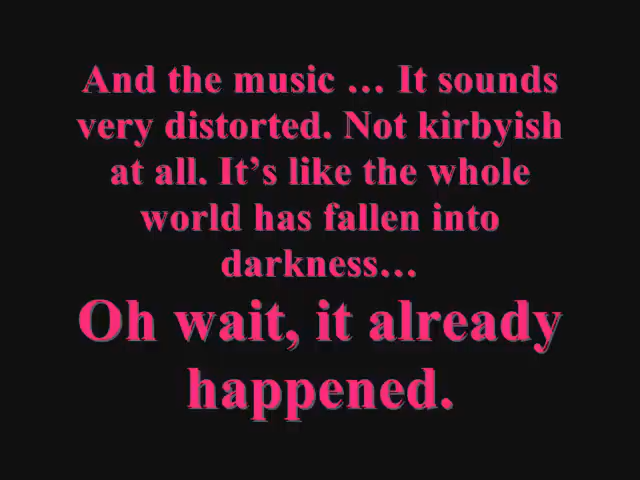 And the music … It sounds
very distorted. Not kirbyish
at all. It’s like the whole
world has fallen into
darkness…
Oh wait, it already
happened.